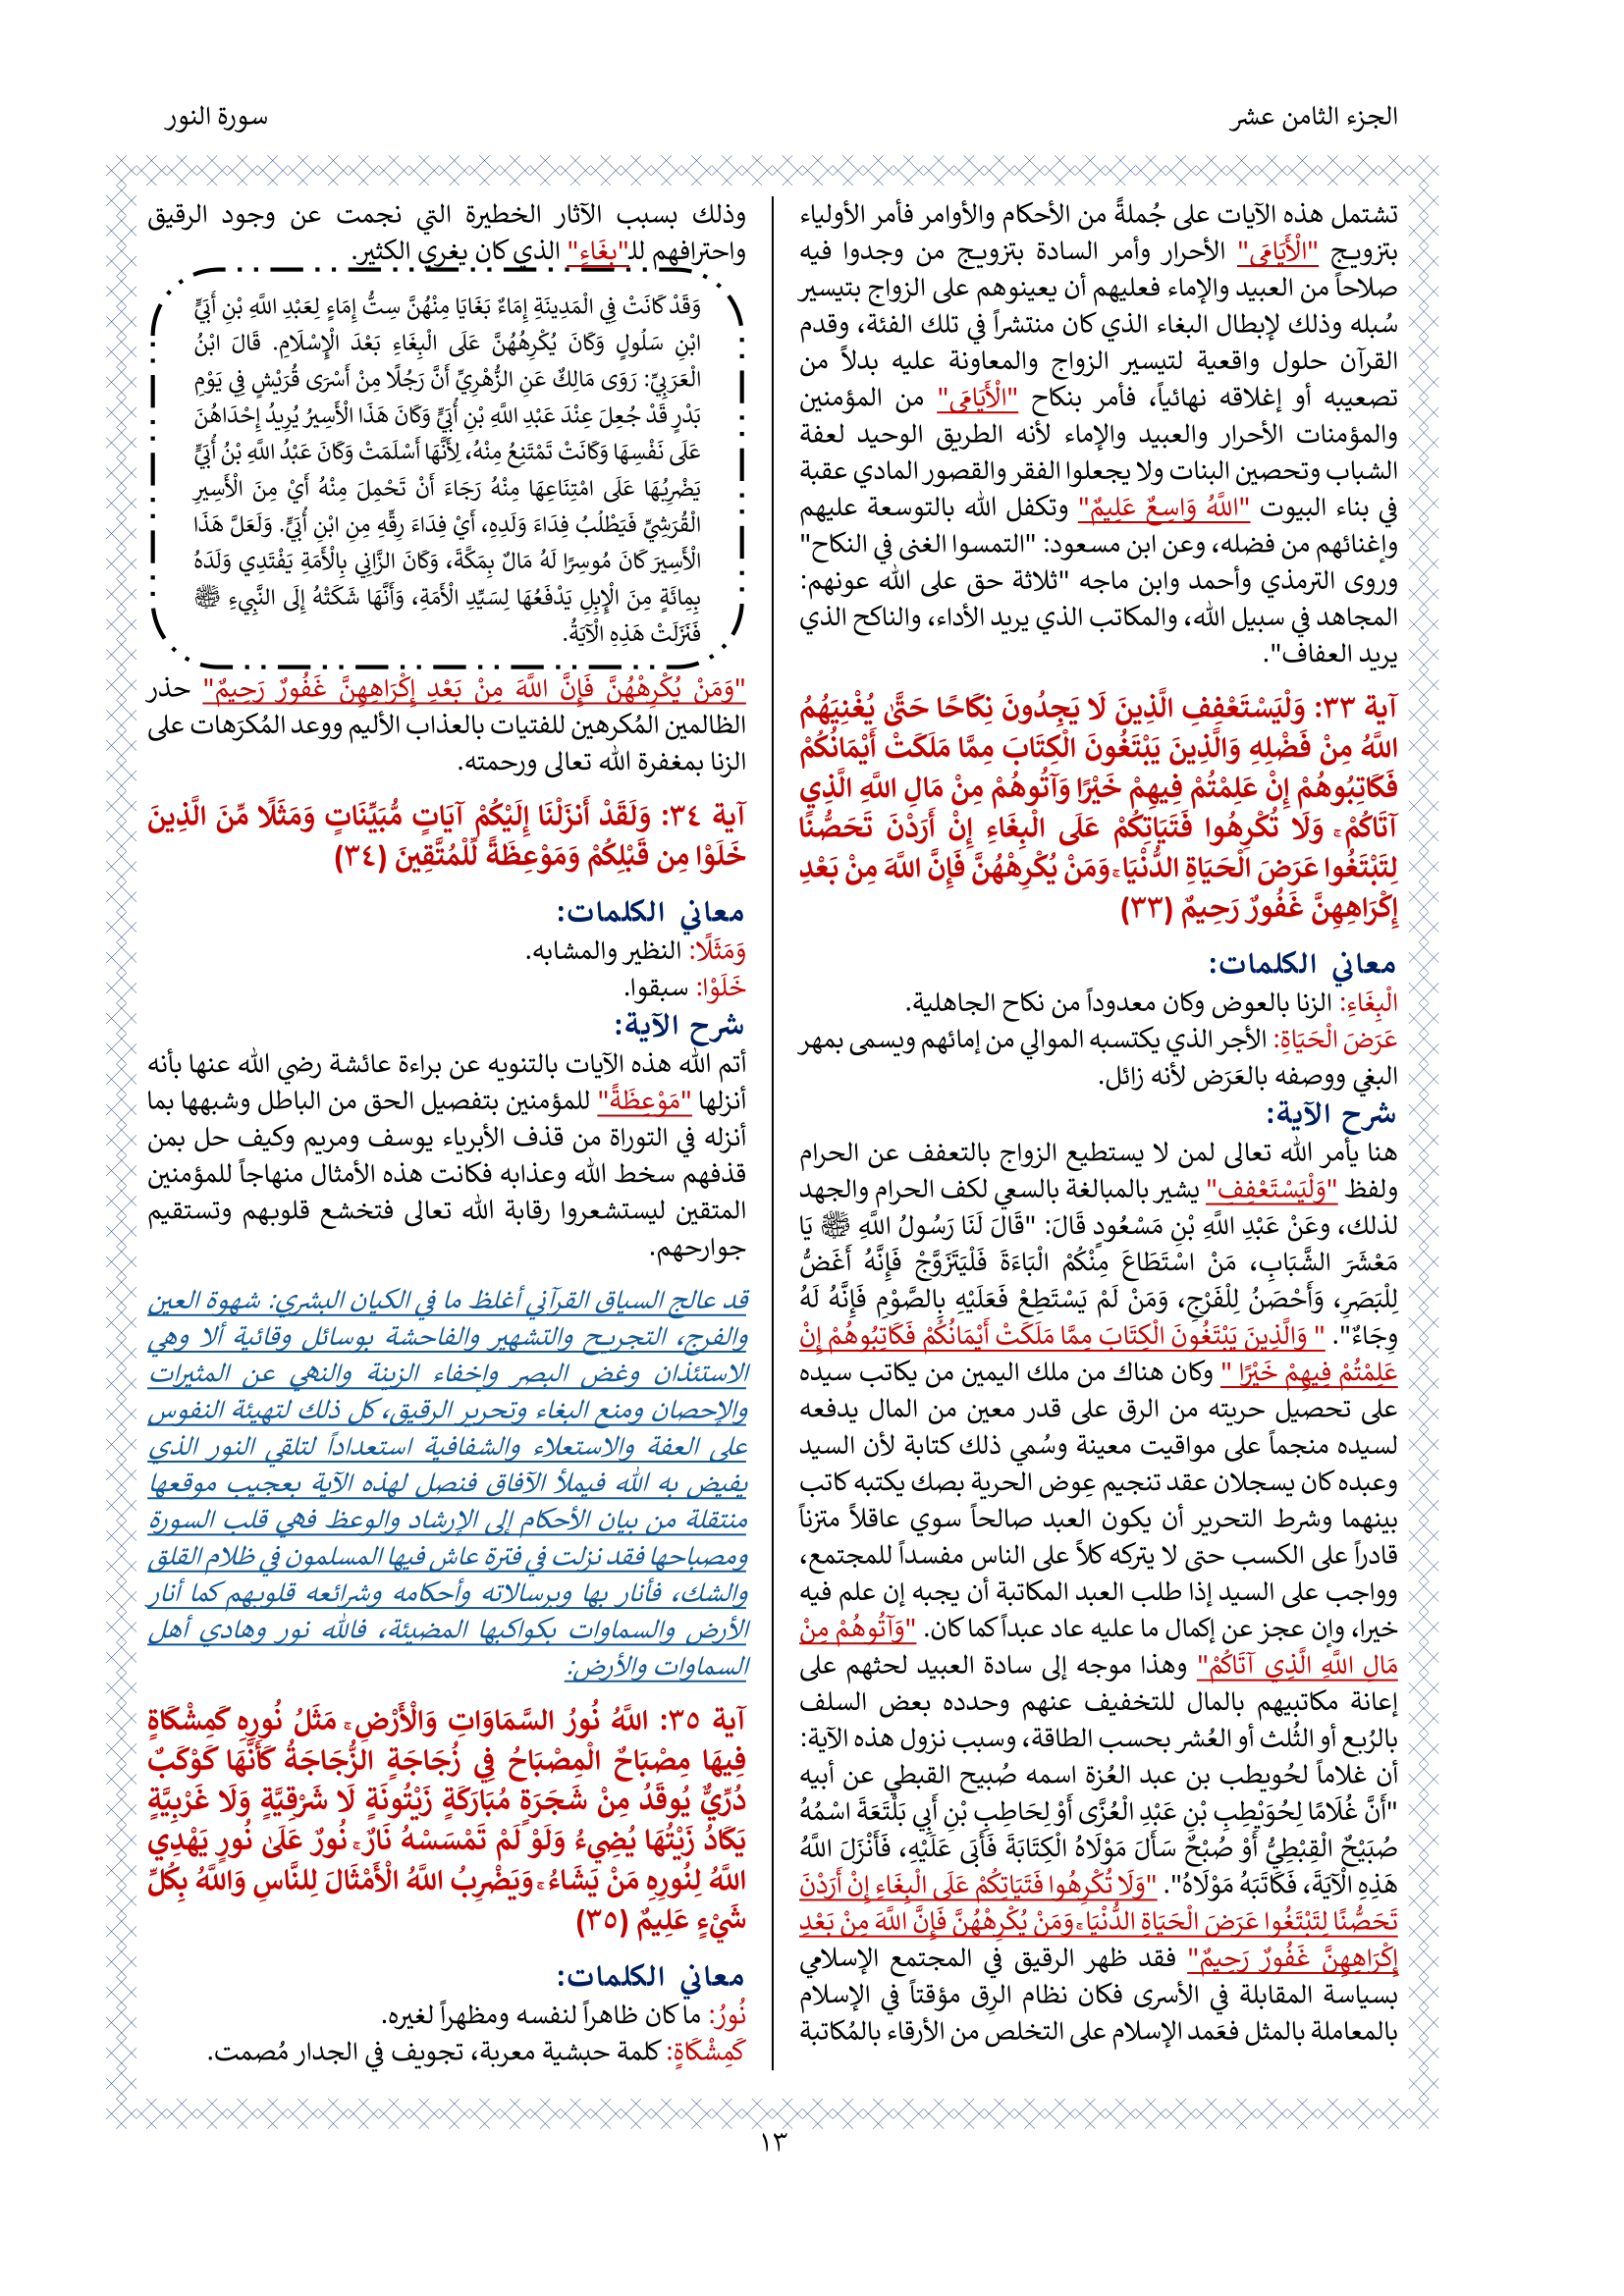 الجزء الثامن عشر
سورة النور
تشتمل هذه الآيات على جُملةً من الأحكام والأوامر فأمر الأولياء
بتزويج "الْأَيَامَى" الأحرار وأمر السادة بتزويج من وجدوا فيه
صلاحاً من العبيد والإماء فعليهم أن يعينوهم على الزواج بتيسير
سُبله وذلك لإبطال البغاء الذي كان منتشراً في تلك الفئة، وقدم
القرآن حلول واقعية لتيسير الزواج والمعاونة عليه بدلاً من
تصعيبه أو إغلاقه نهائياً، فأمر بنكاح "الْأَيَامَى" من المؤمنين
والمؤمنات الأحرار والعبيد والإماء لأنه الطريق الوحيد لعفة
الشباب وتحصين البنات ولا يجعلوا الفقر والقصور المادي عقبة
في بناء البيوت "اللَّهُ وَاسِعٌ عَلِيمٌ" وتكفل الله بالتوسعة عليهم
وإغنائهم من فضله، وعن ابن مسعود: "التمسوا الغنى في النكاح"
وروى الترمذي وأحمد وابن ماجه "ثلاثة حق على الله عونهم:
المجاهد في سبيل الله، والمكاتب الذي يريد الأداء، والناكح الذي
يريد العفاف".
آية ٣٣: وَلْيَسْتَعْفِفِ الَّذِينَ لَا يَجِدُونَ نِكَاحًا حَتَّىٰ يُغْنِيَهُمُ
اللَّهُ مِنْ فَضْلِهِ وَالَّذِينَ يَبْتَغُونَ الْكِتَابَ مِمَّا مَلَكَتْ أَيْمَانُكُمْ
فَكَاتِبُوهُمْ إِنْ عَلِمْتُمْ فِيهِمْ خَيْرًا وَآتُوهُمْ مِنْ مَالِ اللَّهِ الَّذِي
آتَاكُمْ ۚ وَلَا تُكْرِهُوا فَتَيَاتِكُمْ عَلَى الْبِغَاءِ إِنْ أَرَدْنَ تَحَصُّنًا
لِتَبْتَغُوا عَرَضَ الْحَيَاةِ الدُّنْيَا ۚ وَمَنْ يُكْرِهْهُنَّ فَإِنَّ اللَّهَ مِنْ بَعْدِ
إِكْرَاهِهِنَّ غَفُورٌ رَحِيمٌ (٣٣)
معاني الكلمات:
الْبِغَاءِ: الزنا بالعوض وكان معدوداً من نكاح الجاهلية.
عَرَضَ الْحَيَاةِ: الأجر الذي يكتسبه الموالي من إمائهم ويسمى بمهر
البغي ووصفه بالعَرَض لأنه زائل.
شرح الآية:
هنا يأمر الله تعالى لمن لا يستطيع الزواج بالتعفف عن الحرام
ولفظ "وَلْيَسْتَعْفِفِ" يشير بالمبالغة بالسعي لكف الحرام والجهد
لذلك، وعَنْ عَبْدِ اللَّهِ بْنِ مَسْعُودٍ قَالَ: "قَالَ لَنَا رَسُولُ اللَّهِ ﷺ يَا
مَعْشَرَ الشَّبَابِ، مَنْ اسْتَطَاعَ مِنْكُمْ الْبَاءَةَ فَلْيَتَزَوَّجْ فَإِنَّهُ أَغَضُّ
لِلْبَصَرِ، وَأَحْصَنُ لِلْفَرْجِ، وَمَنْ لَمْ يَسْتَطِعْ فَعَلَيْهِ بِالصَّوْمِ فَإِنَّهُ لَهُ
وِجَاءٌ". " وَالَّذِينَ يَبْتَغُونَ الْكِتَابَ مِمَّا مَلَكَتْ أَيْمَانُكُمْ فَكَاتِبُوهُمْ إِنْ
عَلِمْتُمْ فِيهِمْ خَيْرًا " وكان هناك من ملك اليمين من يكاتب سيده
على تحصيل حريته من الرق على قدر معين من المال يدفعه
لسيده منجماً على مواقيت معينة وسُمي ذلك كتابة لأن السيد
وعبده كان يسجلان عقد تنجيم عِوض الحرية بصك يكتبه كاتب
بينهما وشرط التحرير أن يكون العبد صالحاً سوي عاقلاً متزناً
قادراً على الكسب حتى لا يتركه كلاً على الناس مفسداً للمجتمع،
وواجب على السيد إذا طلب العبد المكاتبة أن يجبه إن علم فيه
خيرا، وإن عجز عن إكمال ما عليه عاد عبداً كما كان. "وَآتُوهُمْ مِنْ
مَالِ اللَّهِ الَّذِي آتَاكُمْ" وهذا موجه إلى سادة العبيد لحثهم على
إعانة مكاتبيهم بالمال للتخفيف عنهم وحدده بعض السلف
بالرُبع أو الثُلث أو العُشر بحسب الطاقة، وسبب نزول هذه الآية:
أن غلاماً لحُويطب بن عبد العُزة اسمه صُبيح القبطي عن أبيه
"أَنَّ غُلَامًا لِحُوَيْطِبِ بْنِ عَبْدِ الْعُزَّى أَوْ لِحَاطِبِ بْنِ أَبِي بَلْتَعَةَ اسْمُهُ
صُبَيْحٌ الْقِبْطِيُّ أَوْ صُبْحٌ سَأَلَ مَوْلَاهُ الْكِتَابَةَ فَأَبَى عَلَيْهِ، فَأَنْزَلَ اللَّهُ
هَذِهِ الْآيَةَ، فَكَاتَبَهُ مَوْلَاهُ". "وَلَا تُكْرِهُوا فَتَيَاتِكُمْ عَلَى الْبِغَاءِ إِنْ أَرَدْنَ
تَحَصُّنًا لِتَبْتَغُوا عَرَضَ الْحَيَاةِ الدُّنْيَا ۚ وَمَنْ يُكْرِهْهُنَّ فَإِنَّ اللَّهَ مِنْ بَعْدِ
إِكْرَاهِهِنَّ غَفُورٌ رَحِيمٌ" فقد ظهر الرقيق في المجتمع الإسلامي
بسياسة المقابلة في الأسرى فكان نظام الرِق مؤقتاً في الإسلام
بالمعاملة بالمثل فعَمد الإسلام على التخلص من الأرقاء بالمُكاتبة
وذلك بسبب الآثار الخطيرة التي نجمت عن وجود الرقيق
واحترافهم للـ"بِغَاءِ" الذي كان يغري الكثير.
وَقَدْ كَانَتْ فِي الْمَدِينَةِ إِمَاءٌ بَغَايَا مِنْهُنَّ سِتُّ إِمَاءٍ لِعَبْدِ اللَّهِ بْنِ أُبَيٍّ
ابْنِ سَلُولٍ وَكَانَ يُكْرِهُهُنَّ عَلَى الْبِغَاءِ بَعْدَ الْإِسْلَامِ. قَالَ ابْنُ
الْعَرَبِيِّ: رَوَى مَالِكٌ عَنِ الزُّهْرِيِّ أَنَّ رَجُلًا مِنْ أَسْرَى قُرَيْشٍ فِي يَوْمِ
بَدْرٍ قَدْ جُعِلَ عِنْدَ عَبْدِ اللَّهِ بْنِ أُبَيٍّ وَكَانَ هَذَا الْأَسِيرُ يُرِيدُ إِحْدَاهُنَ
عَلَى نَفْسِهَا وَكَانَتْ تَمْتَنِعُ مِنْهُ، لِأَنَّهَا أَسْلَمَتْ وَكَانَ عَبْدُ اللَّهِ بْنُ أُبَيٍّ
يَضْرِبُهَا عَلَى امْتِنَاعِهَا مِنْهُ رَجَاءَ أَنْ تَحْمِلَ مِنْهُ أَيْ مِنَ الْأَسِيرِ
الْقُرَشِيِّ فَيَطْلُبُ فِدَاءَ وَلَدِهِ، أَيْ فِدَاءَ رِقِّهِ مِنِ ابْنِ أُبَيٍّ. وَلَعَلَّ هَذَا
الْأَسِيرَ كَانَ مُوسِرًا لَهُ مَالٌ بِمَكَّةَ، وَكَانَ الزَّانِي بِالْأَمَةِ يَفْتَدِي وَلَدَهُ
بِمِائَةٍ مِنَ الْإِبِلِ يَدْفَعُهَا لِسَيِّدِ الْأَمَةِ، وَأَنَّهَا شَكَتْهُ إِلَى النَّبِيءِ ﷺ
فَنَزَلَتْ هَذِهِ الْآيَةُ.
"وَمَنْ يُكْرِهْهُنَّ فَإِنَّ اللَّهَ مِنْ بَعْدِ إِكْرَاهِهِنَّ غَفُورٌ رَحِيمٌ" حذر
الظالمين المُكرهين للفتيات بالعذاب الأليم ووعد المُكرَهات على
الزنا بمغفرة الله تعالى ورحمته.
آية ٣٤: وَلَقَدْ أَنزَلْنَا إِلَيْكُمْ آيَاتٍ مُّبَيِّنَاتٍ وَمَثَلًا مِّنَ الَّذِينَ
خَلَوْا مِن قَبْلِكُمْ وَمَوْعِظَةً لِّلْمُتَّقِينَ (٣٤)
معاني الكلمات:
وَمَثَلًا: النظير والمشابه.
خَلَوْا: سبقوا.
شرح الآية:
أتم الله هذه الآيات بالتنويه عن براءة عائشة رضي الله عنها بأنه
أنزلها "مَوْعِظَةً" للمؤمنين بتفصيل الحق من الباطل وشبهها بما
أنزله في التوراة من قذف الأبرياء يوسف ومريم وكيف حل بمن
قذفهم سخط الله وعذابه فكانت هذه الأمثال منهاجاً للمؤمنين
المتقين ليستشعروا رقابة الله تعالى فتخشع قلوبهم وتستقيم
جوارحهم.
قد عالج السياق القرآني أغلظ ما في الكيان البشري: شهوة العين
والفرج، التجريح والتشهير والفاحشة بوسائل وقائية ألا وهي
الاستئذان وغض البصر وإخفاء الزينة والنهي عن المثيرات
والإحصان ومنع البغاء وتحرير الرقيق، كل ذلك لتهيئة النفوس
على العفة والاستعلاء والشفافية استعداداً لتلقي النور الذي
يفيض به الله فيملأ الآفاق فنصل لهذه الآية بعجيب موقعها
منتقلة من بيان الأحكام إلى الإرشاد والوعظ فهي قلب السورة
ومصباحها فقد نزلت في فترة عاش فيها المسلمون في ظلام القلق
والشك، فأنار بها وبرسالاته وأحكامه وشرائعه قلوبهم كما أنار
الأرض والسماوات بكواكبها المضيئة، فالله نور وهادي أهل
السماوات والأرض:
آية ٣٥: اللَّهُ نُورُ السَّمَاوَاتِ وَالْأَرْضِ ۚ مَثَلُ نُورِهِ كَمِشْكَاةٍ
فِيهَا مِصْبَاحٌ الْمِصْبَاحُ فِي زُجَاجَةٍ الزُّجَاجَةُ كَأَنَّهَا كَوْكَبٌ
دُرِّيٌّ يُوقَدُ مِنْ شَجَرَةٍ مُبَارَكَةٍ زَيْتُونَةٍ لَا شَرْقِيَّةٍ وَلَا غَرْبِيَّةٍ
يَكَادُ زَيْتُهَا يُضِيءُ وَلَوْ لَمْ تَمْسَسْهُ نَارٌ ۚ نُورٌ عَلَىٰ نُورٍ يَهْدِي
اللَّهُ لِنُورِهِ مَنْ يَشَاءُ ۚ وَيَضْرِبُ اللَّهُ الْأَمْثَالَ لِلنَّاسِ وَاللَّهُ بِكُلِّ
شَيْءٍ عَلِيمٌ (٣٥)
معاني الكلمات:
نُورُ: ما كان ظاهراً لنفسه ومظهراً لغيره.
كَمِشْكَاةٍ: كلمة حبشية معربة، تجويف في الجدار مُصمت.
١٣